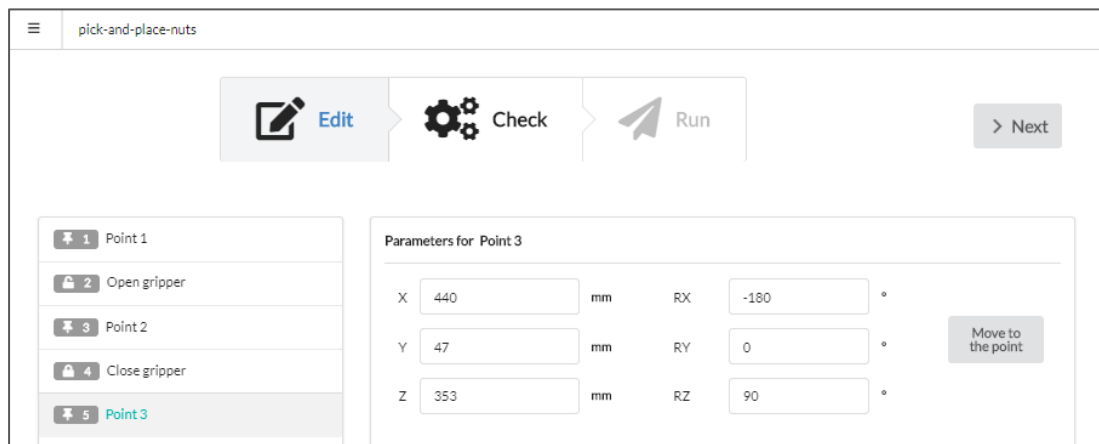 pick-and-place-nuts
Edit
Check
Run
Next
1 Point 1
2 Open gripper
3 Point 2
4 Close gripper
5 Point 3
Parameters for Point 3
X 440 mm RX -180 °
Y 47 mm RY 0 °
Z 353 mm RZ 90 °
Move to
the point